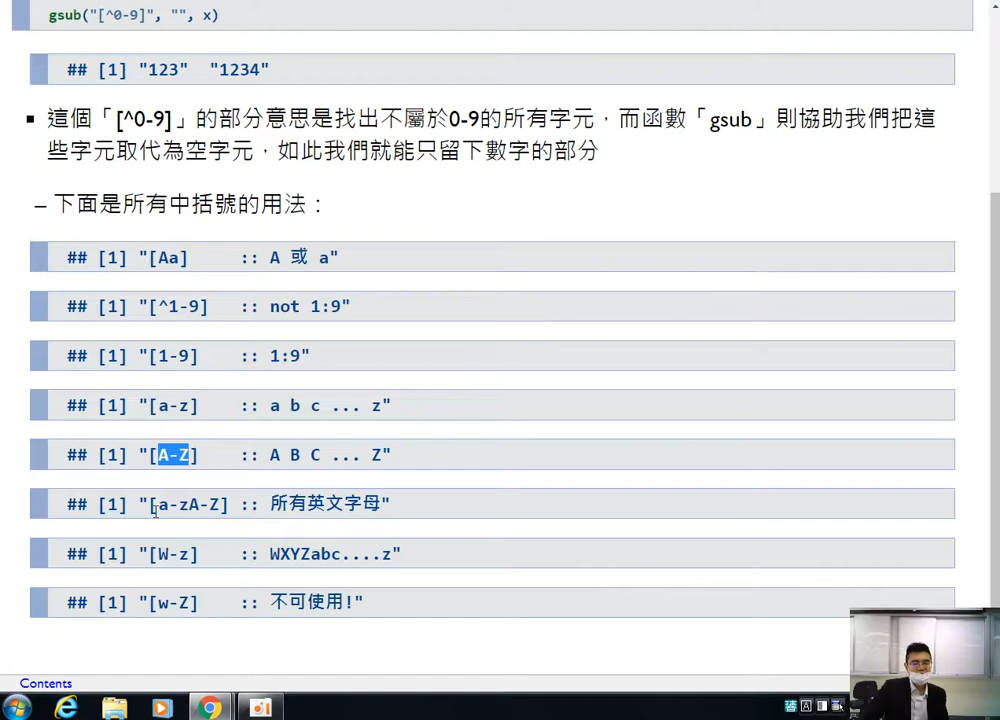 gsub("[^0-9]", "", x)
## [1] "123"  "1234"
▪ 這個「[^0-9]」的部分意思是找出不屬於0-9的所有字元，而函數「gsub」則協助我們把這
些字元取代為空字元，如此我們就能只留下數字的部分
– 下面是所有中括號的用法：
## [1] "[Aa]     :: A 或 a"
## [1] "[^1-9]   :: not 1:9"
## [1] "[1-9]    :: 1:9"
## [1] "[a-z]    :: a b c ... z"
## [1] "[A-Z]    :: A B C ... Z"
## [1] "[a-zA-Z] :: 所有英文字母"
## [1] "[W-z]    :: WXYZabc....z"
## [1] "[w-Z]    :: 不可使用!"
Contents